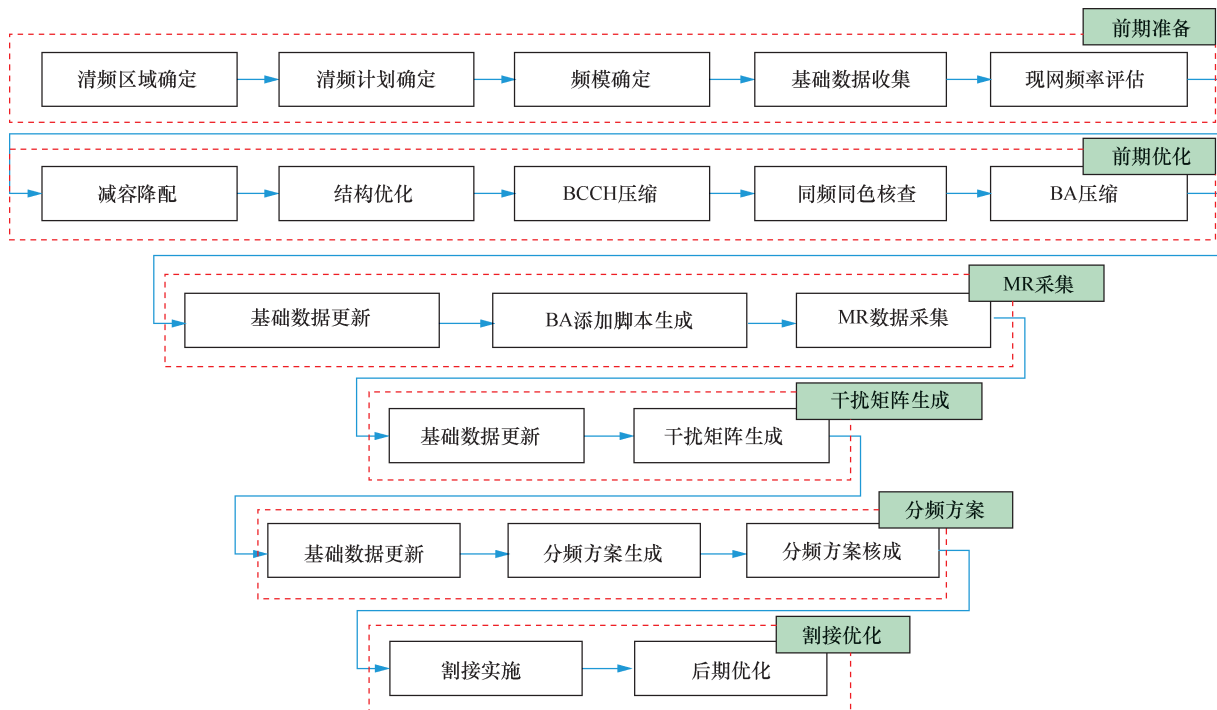 前期准备
清频区域确定
清频计划确定
频模确定
基础数据收集
现网频率评估
前期优化
减容降配
结构优化
BCCH压缩
同频同色核查
BA压缩
MR采集
基础数据更新
BA添加脚本生成
MR数据采集
干扰矩阵生成
基础数据更新
干扰矩阵生成
分频方案
基础数据更新
分频方案生成
分频方案核成
割接优化
割接实施
后期优化